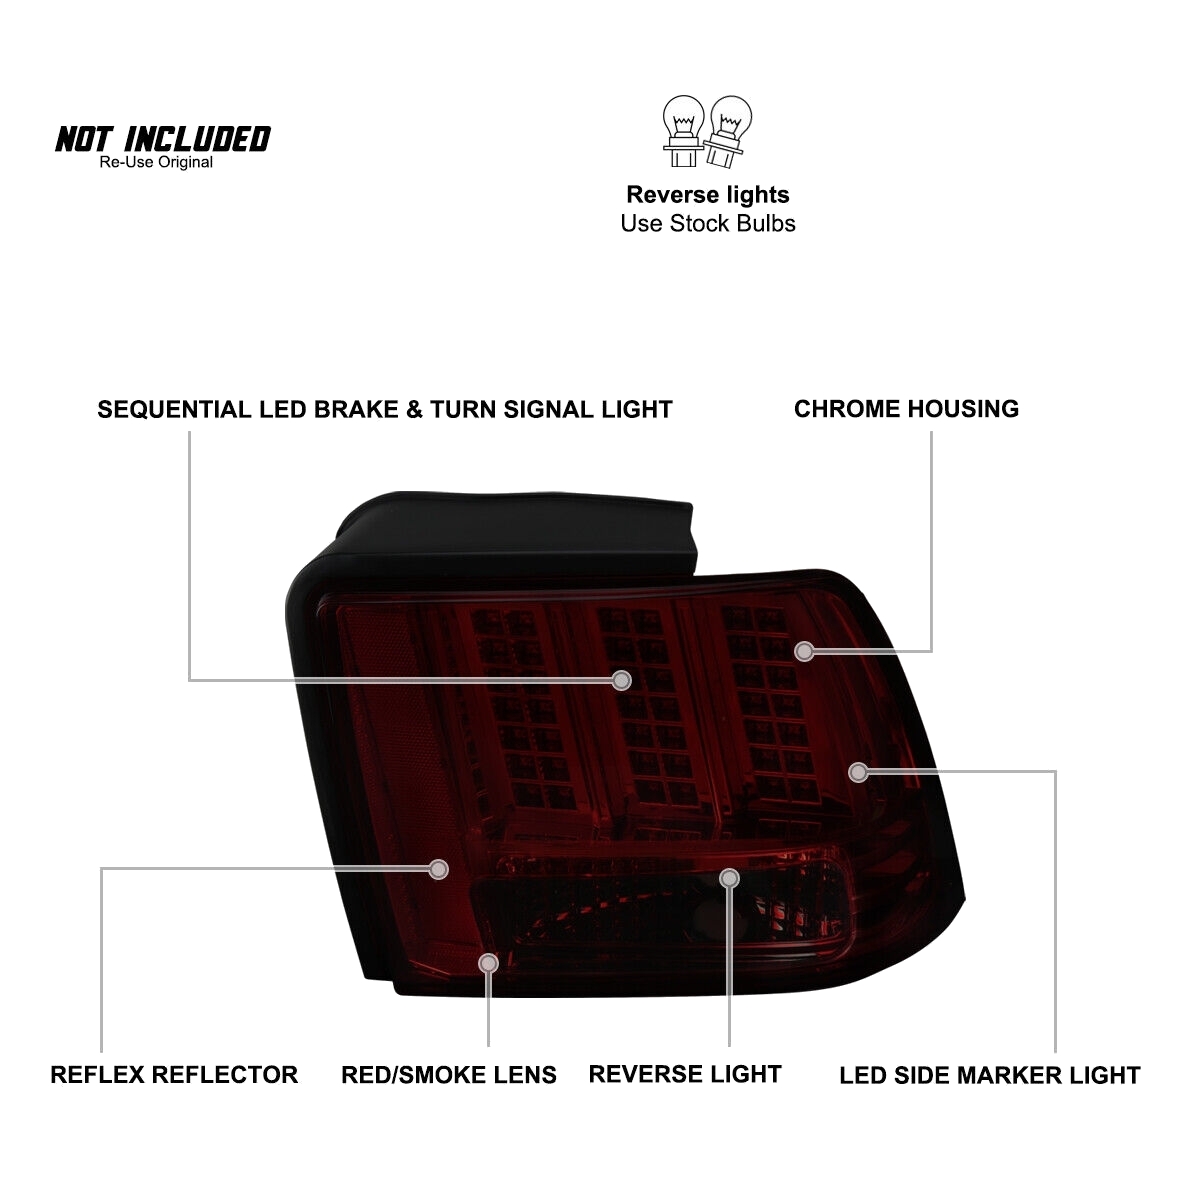 NOT INCLUDED
Re-Use Original
Reverse lights
Use Stock Bulbs
SEQUENTIAL LED BRAKE & TURN SIGNAL LIGHT
CHROME HOUSING
REFLEX REFLECTOR
RED/SMOKE LENS
REVERSE LIGHT
LED SIDE MARKER LIGHT